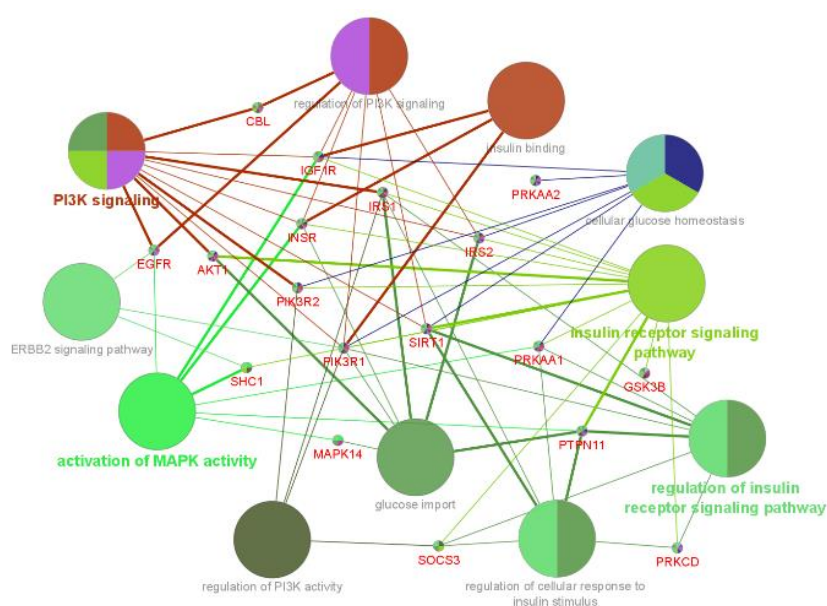 regulation of PI3K signaling
CBL
insulin binding
IGF1R
PRKAA2
PI3K signaling
IRS1
cellular glucose homeostasis
INSR
IRS2
EGFR
AKT1
PIK3R2
ERBB2 signaling pathway
SIRT1
insulin receptor signaling
pathway
PIK3R1
PRKAA1
SHC1
GSK3B
activation of MAPK activity
MAPK14
PTPN11
glucose import
regulation of insulin
receptor signaling pathway
SOCS3
PRKCD
regulation of PI3K activity
regulation of cellular response to
insulin stimulus